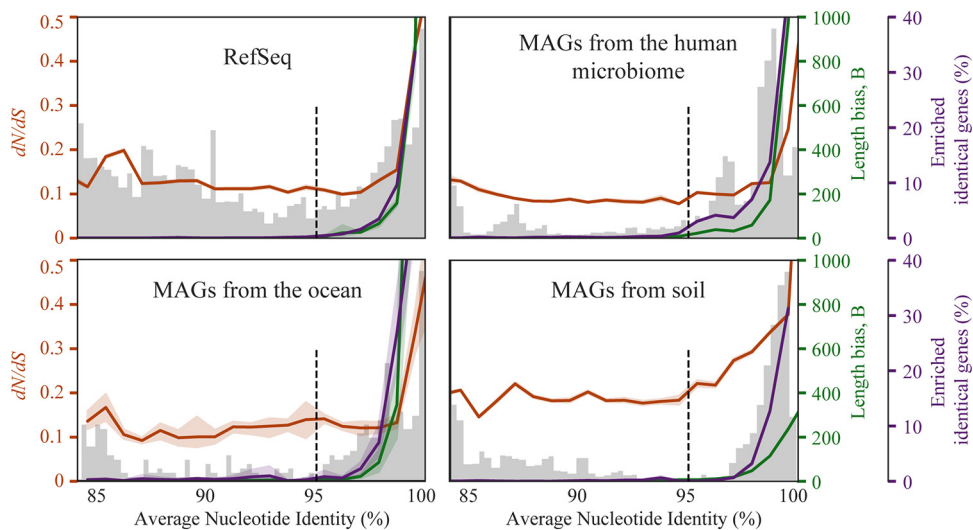 RefSeq
MAGs from the human
microbiome
MAGs from the ocean
MAGs from soil
dN/dS
0.5
0.4
0.3
0.2
0.1
0
1000
800
600
400
200
0
Length bias, B
40
30
20
10
0
Enriched
identical genes (%)
dN/dS
0.5
0.4
0.3
0.2
0.1
0
1000
800
600
400
200
0
Length bias, B
40
30
20
10
0
Enriched
identical genes (%)
85 90 95 100
Average Nucleotide Identity (%)
85 90 95 100
Average Nucleotide Identity (%)